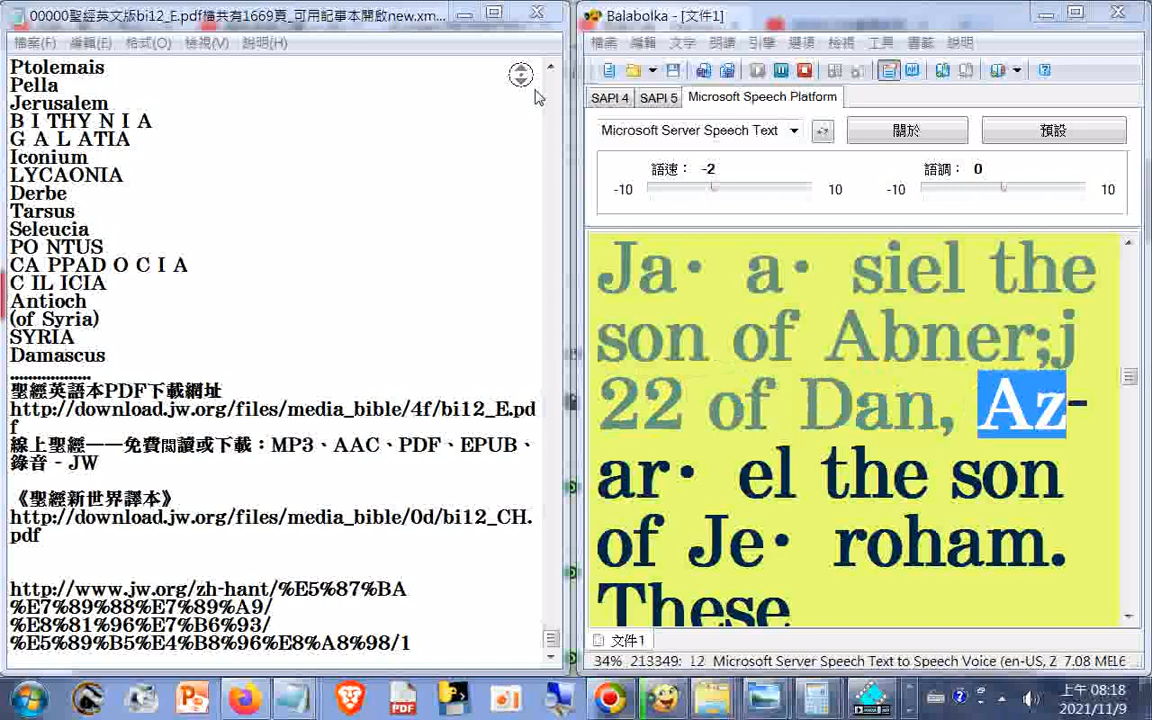 00000聖經英文版bi12_E.pdf檔共有1669頁_可用記事本開啟new.xm...
檔案(F) 編輯(E) 格式(O) 檢視(V) 說明(H)
Ptolemais
Pella
Jerusalem
B I THY N I A
G A L ATIA
Iconium
LYCAONIA
Derbe
Tarsus
Seleucia
PO NTUS
CA PPAD O C I A
C IL ICIA
Antioch
(of Syria)
SYRIA
Damascus
..................
聖經英語本PDF下載網址
http://download.jw.org/files/media_bible/4f/bi12_E.pd
f
線上聖經——免費閱讀或下載：MP3、AAC、PDF、EPUB、
錄音 - JW
《聖經新世界譯本》
http://download.jw.org/files/media_bible/0d/bi12_CH.
pdf
http://www.jw.org/zh-hant/%E5%87%BA
%E7%89%88%E7%89%A9/
%E8%81%96%E7%B6%93/
%E5%89%B5%E4%B8%96%E8%A8%98/1
Balabolka - [文件1]
檔案 編輯 文字 朗讀 引擎 選項 檢視 工具 書籤 說明
SAPI 4 SAPI 5 Microsoft Speech Platform
Microsoft Server Speech Text 關於 預設
語速： -2 語調： 0
-10 10 -10 10
Ja· a· siel the
son of Abner;j
22 of Dan, Az-
ar· el the son
of Je· roham.
These
文件1
34% 213349: 12 Microsoft Server Speech Text to Speech Voice (en-US, Z 7.08 МБ
上午 08:18
2021/11/9